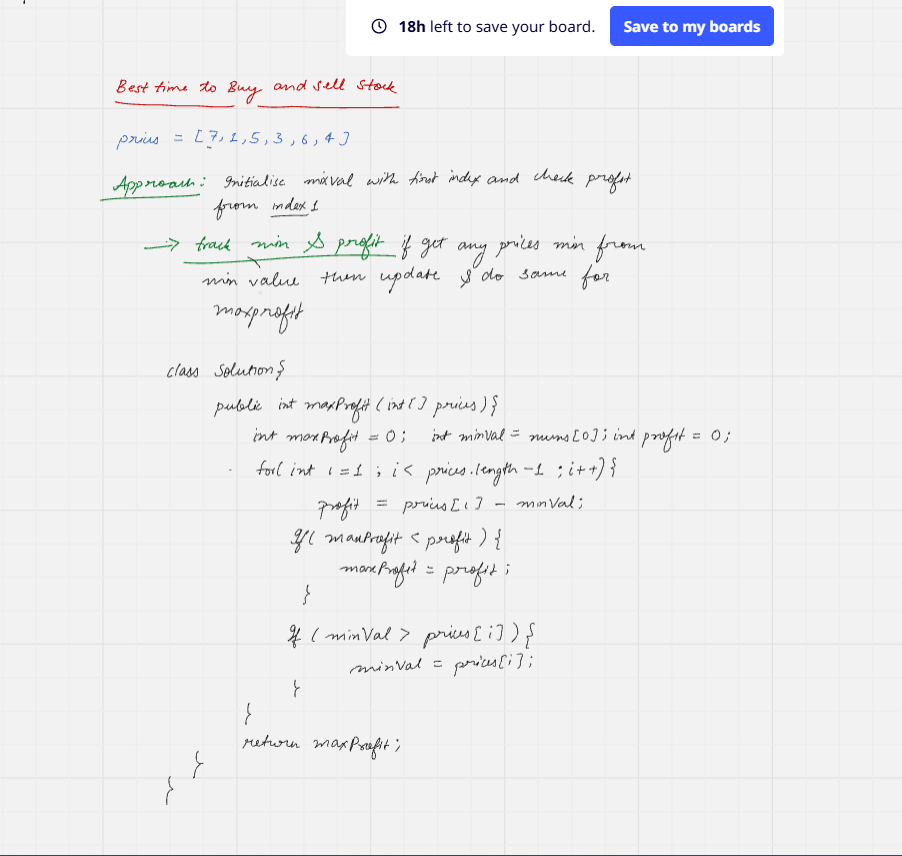 18h left to save your board. Save to my boards
Best time to Buy and Sell Stock
prices = [7,1,5,3,6,4]
Approach: Initialise minval with first index and check profit
from index 1
→ track min & profit if get any prices min from
min value then update & do same for
maxprofit
class Solution{
public int maxProfit(int[] prices){
int maxProfit = 0; int minVal = nums[0]; int profit = 0;
for( int i=1 ; i< prices.length -1 ; i++){
profit = prices[i] - minVal;
if( maxProfit < profit ) {
maxProfit = profit ;
}
if (minVal > prices[i]){
minVal = prices[i];
}
}
return maxProfit;
}
}